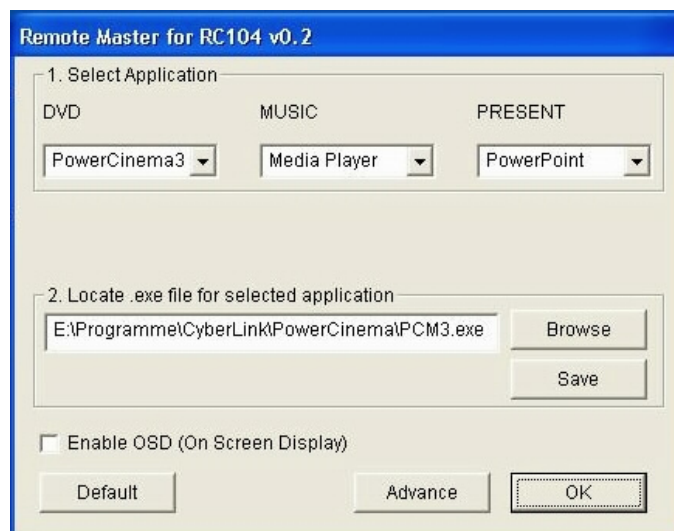 Remote Master for RC104 v0.2
1. Select Application
DVD MUSIC PRESENT
PowerCinema3 Media Player PowerPoint
2. Locate .exe file for selected application
E:\Programme\CyberLink\PowerCinema\PCM3.exe Browse
Save
Enable OSD (On Screen Display)
Default Advance OK